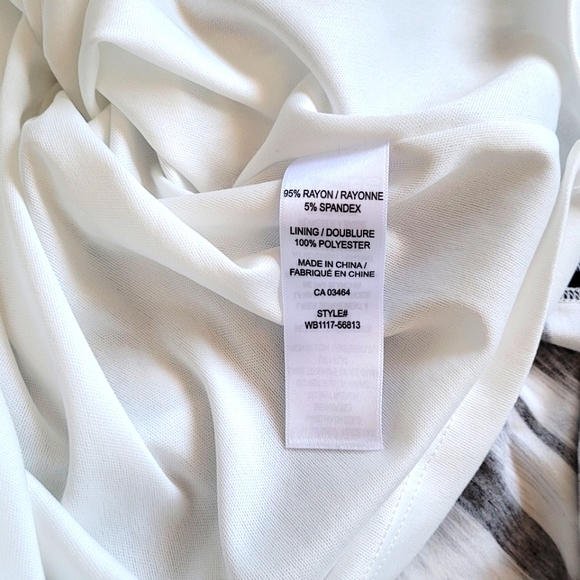 95% RAYON / RAYONNE
5% SPANDEX
LINING / DOUBLURE
100% POLYESTER
MADE IN CHINA /
FABRIQUÉ EN CHINE
CA 03464
STYLE#
WB1117-56813